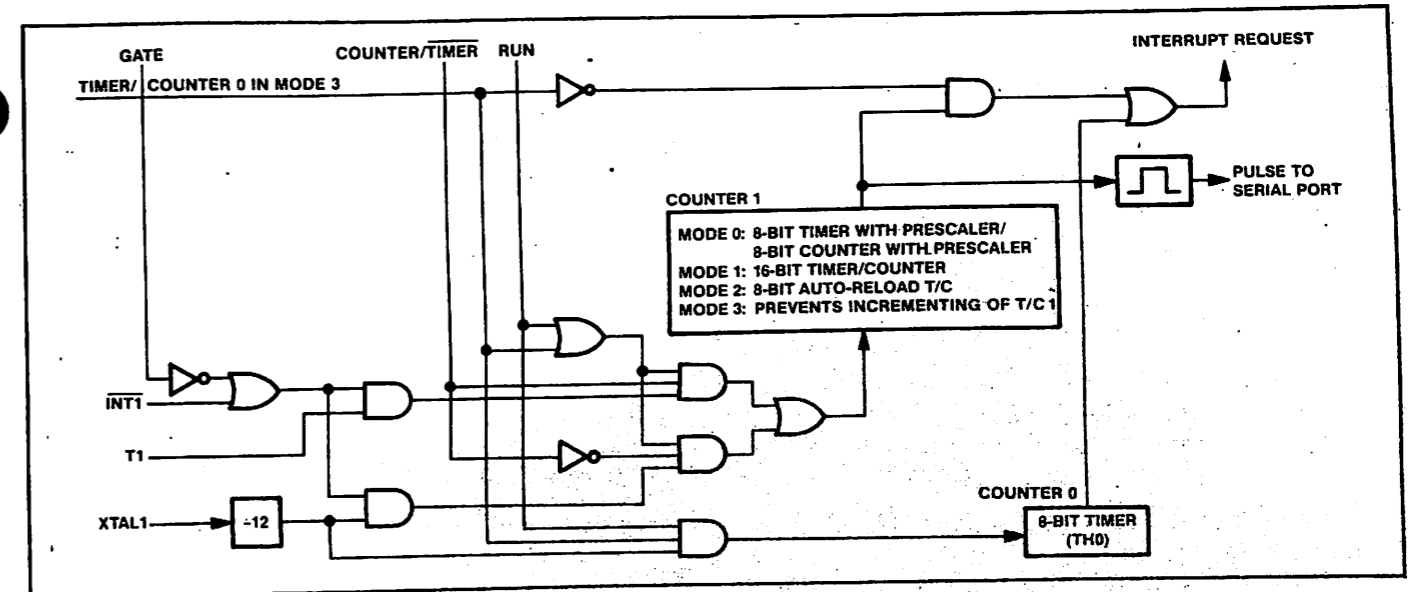 GATE
COUNTER/TIMER RUN
INTERRUPT REQUEST
TIMER/ COUNTER 0 IN MODE 3
PULSE TO
SERIAL PORT
COUNTER 1
MODE 0: 8-BIT TIMER WITH PRESCALER/
8-BIT COUNTER WITH PRESCALER
MODE 1: 16-BIT TIMER/COUNTER
MODE 2: 8-BIT AUTO-RELOAD T/C
MODE 3: PREVENTS INCREMENTING OF T/C 1
INT1
T1
XTAL1
÷12
COUNTER 0
8-BIT TIMER
(TH0)